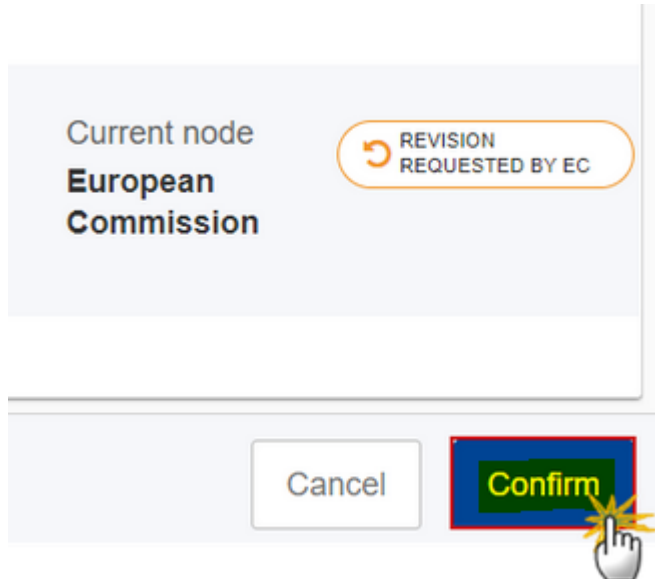 Current node
REVISION
REQUESTED BY EC
European
Commission
Cancel
Confirm